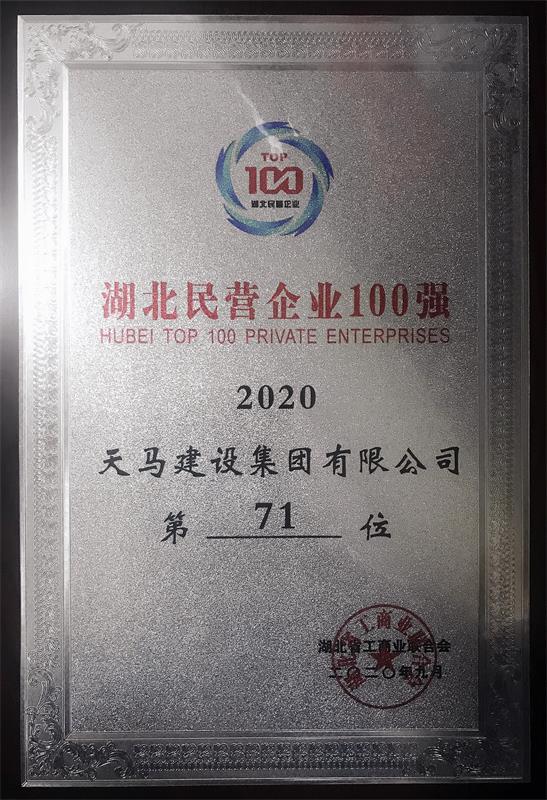 TOP
100
湖北民营企业
湖北民营企业100强
HUBEI TOP 100 PRIVATE ENTERPRISES
2020
天马建设集团有限公司
第 71 位
湖北省工商业联合会
二〇二〇年九月